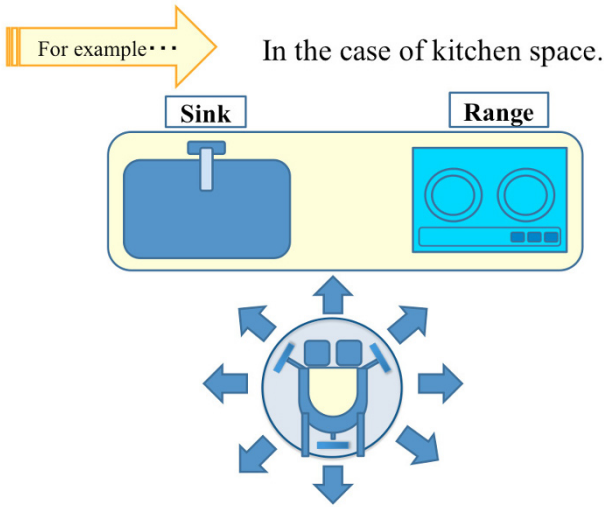 For example･･･
In the case of kitchen space.
Sink
Range